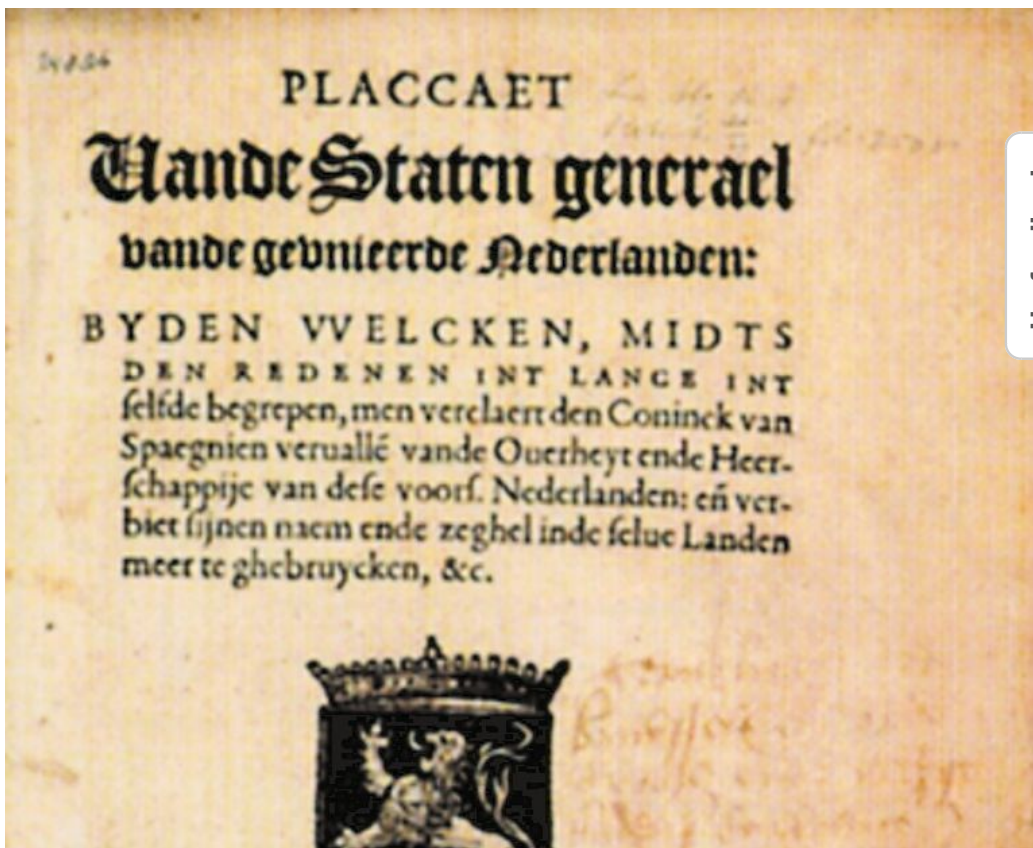 PLACCAET
Vande Staten generael
vande gevnieerde Nederlanden:
BYDEN VVELCKEN, MIDTS
DEN REDENEN INT LANGE INT
ſelfde begrepen, men verclaert den Coninck van
Spaegnien veruallē vande Ouerheyt ende Heer-
ſchappije van deſe voorſ. Nederlanden: eñ ver-
biet ſijnen naem ende zeghel inde ſelue Landen
meer te ghebruycken, &c.